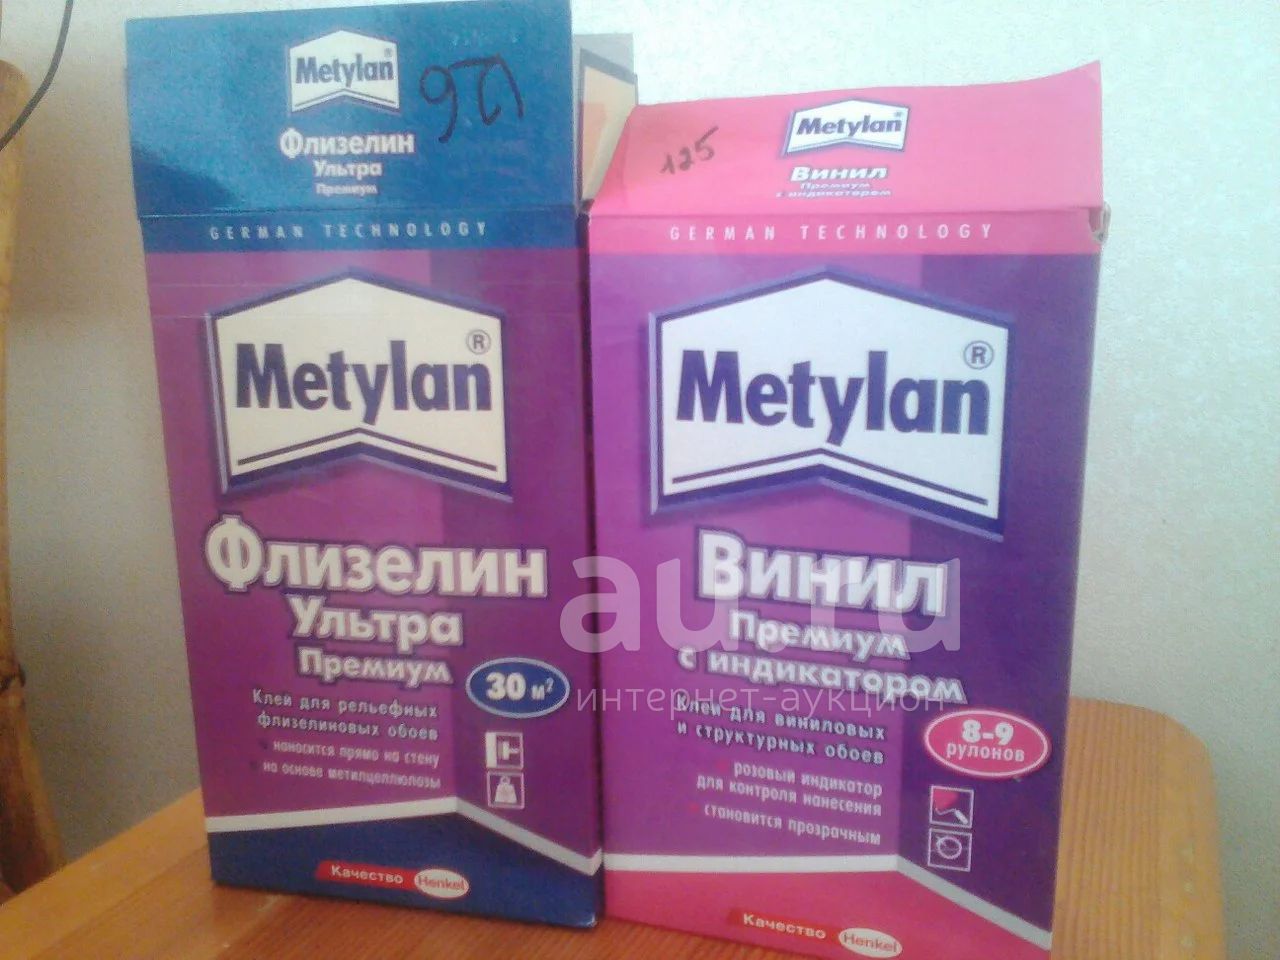 Metylan®
126
Флизелин
Ультра
Премиум
GERMAN TECHNOLOGY
Metylan®
Флизелин
Ультра
Премиум
30 м²
Клей для рельефных
флизелиновых обоев
наносится прямо на стену
на основе метилцеллюлозы
Качество Henkel
125
Metylan®
Винил
Премиум
с индикатором
GERMAN TECHNOLOGY
Metylan®
Винил
Премиум
с индикатором
Клей для виниловых
и структурных обоев
8-9
рулонов
розовый индикатор
для контроля нанесения
становится прозрачным
Качество Henkel
au.ru
интернет-аукцион